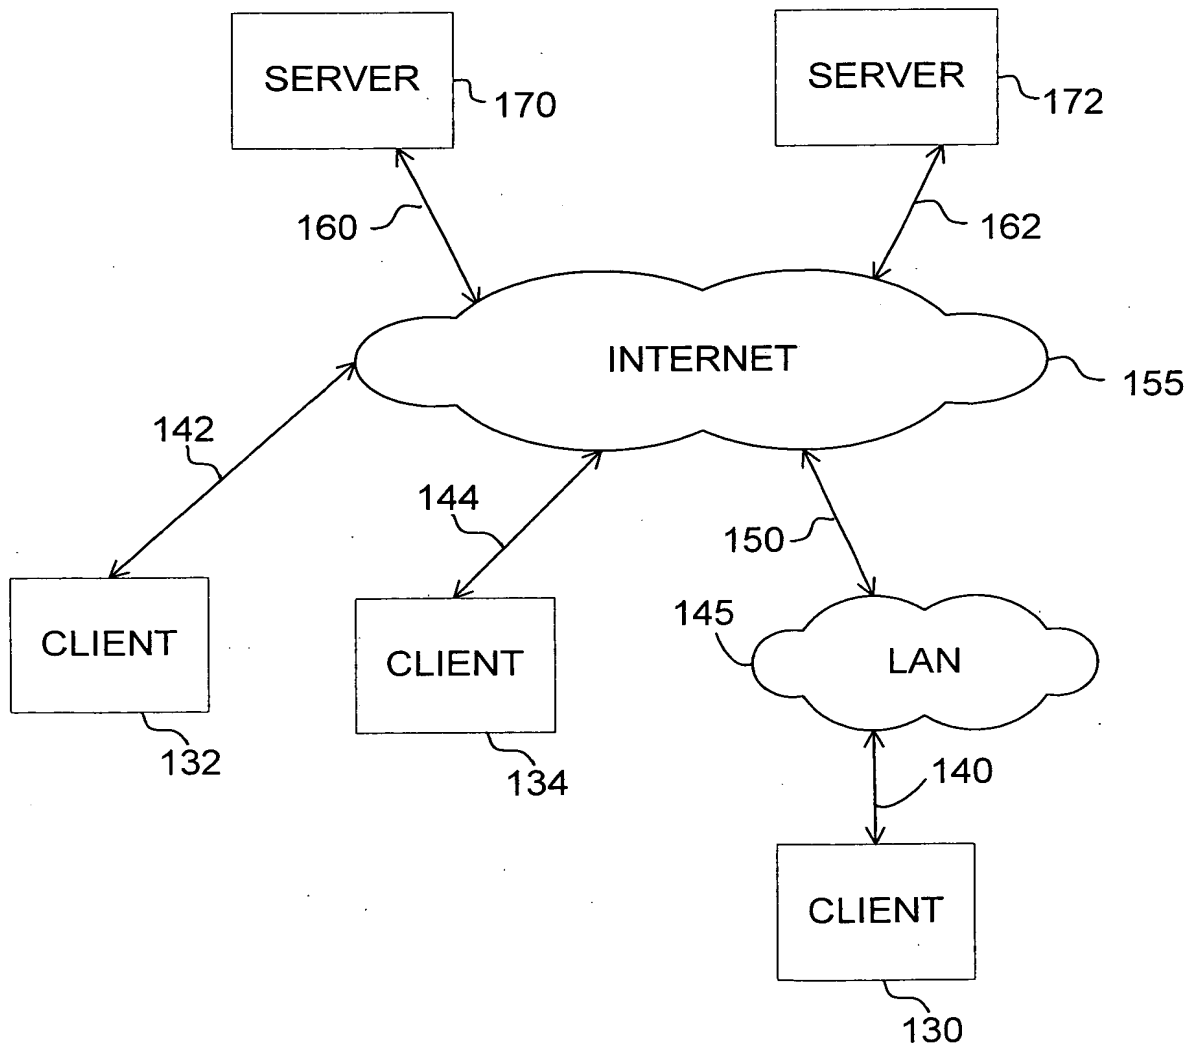 SERVER
170
SERVER
172
160
162
INTERNET
155
142
144
150
145
LAN
CLIENT
132
CLIENT
134
140
CLIENT
130